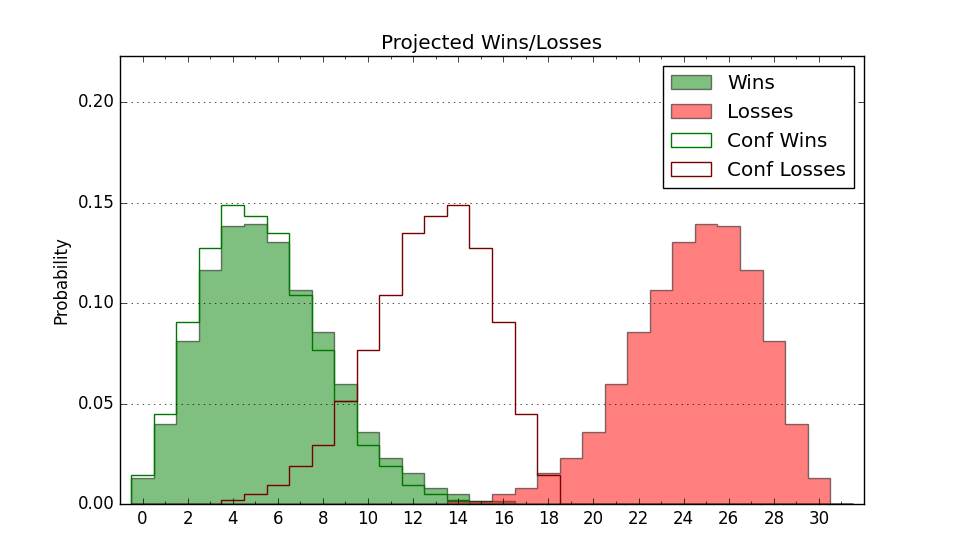 Projected Wins/Losses
Wins
Losses
Conf Wins
Conf Losses
Probability
0.20
0.15
0.10
0.05
0.00
0 2 4 6 8 10 12 14 16 18 20 22 24 26 28 30